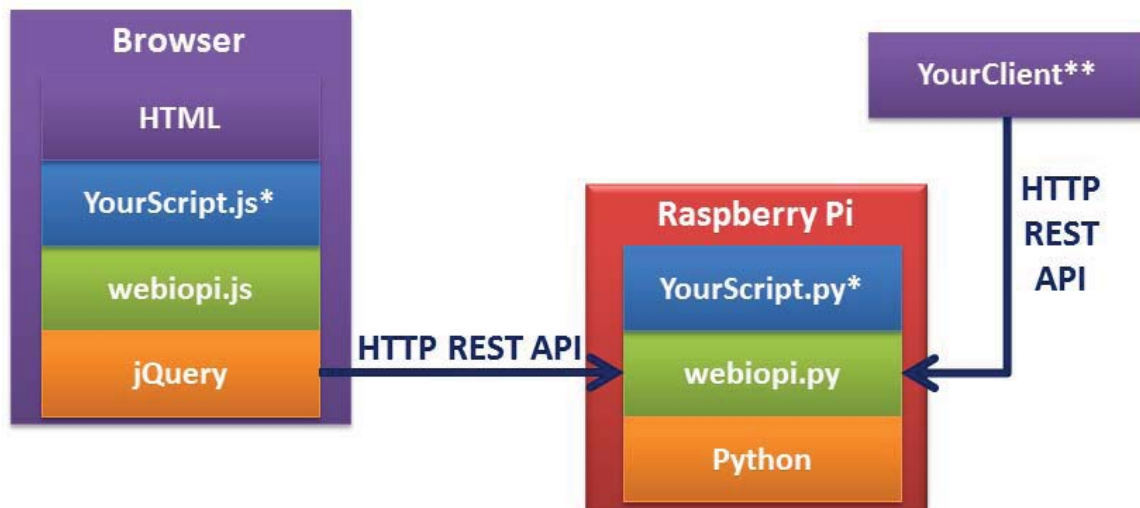 Browser
HTML
YourScript.js*
webiopi.js
jQuery
HTTP REST API
Raspberry Pi
YourScript.py*
webiopi.py
Python
YourClient**
HTTP
REST
API